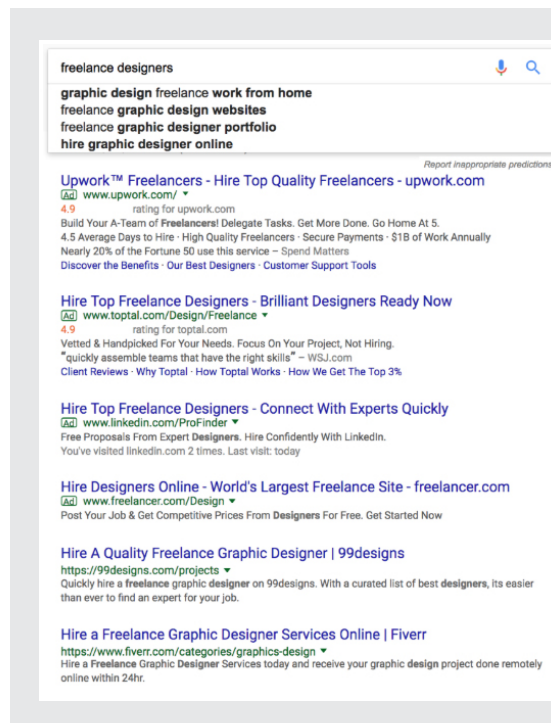 freelance designers
graphic design freelance work from home
freelance graphic design websites
freelance graphic designer portfolio
hire graphic designer online
Report inappropriate predictions
Upwork™ Freelancers - Hire Top Quality Freelancers - upwork.com
Ad www.upwork.com/
4.9 rating for upwork.com
Build Your A-Team of Freelancers! Delegate Tasks. Get More Done. Go Home At 5.
4.5 Average Days to Hire · High Quality Freelancers · Secure Payments · $1B of Work Annually
Nearly 20% of the Fortune 50 use this service – Spend Matters
Discover the Benefits · Our Best Designers · Customer Support Tools
Hire Top Freelance Designers - Brilliant Designers Ready Now
Ad www.toptal.com/Design/Freelance
4.9 rating for toptal.com
Vetted & Handpicked For Your Needs. Focus On Your Project, Not Hiring.
"quickly assemble teams that have the right skills" – WSJ.com
Client Reviews · Why Toptal · How Toptal Works · How We Get The Top 3%
Hire Top Freelance Designers - Connect With Experts Quickly
Ad www.linkedin.com/ProFinder
Free Proposals From Expert Designers. Hire Confidently With LinkedIn.
You've visited linkedin.com 2 times. Last visit: today
Hire Designers Online - World's Largest Freelance Site - freelancer.com
Ad www.freelancer.com/Design
Post Your Job & Get Competitive Prices From Designers For Free. Get Started Now
Hire A Quality Freelance Graphic Designer | 99designs
https://99designs.com/projects
Quickly hire a freelance graphic designer on 99designs. With a curated list of best designers, its easier
than ever to find an expert for your job.
Hire a Freelance Graphic Designer Services Online | Fiverr
https://www.fiverr.com/categories/graphics-design
Hire a Freelance Graphic Designer Services today and receive your graphic design project done remotely
online within 24hr.